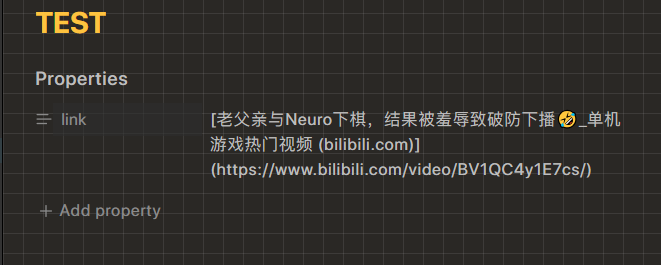 TEST
Properties
link
[老父亲与Neuro下棋，结果被羞辱致破防下播🤣_单机
游戏热门视频 (bilibili.com)]
(https://www.bilibili.com/video/BV1QC4y1E7cs/)
+ Add property